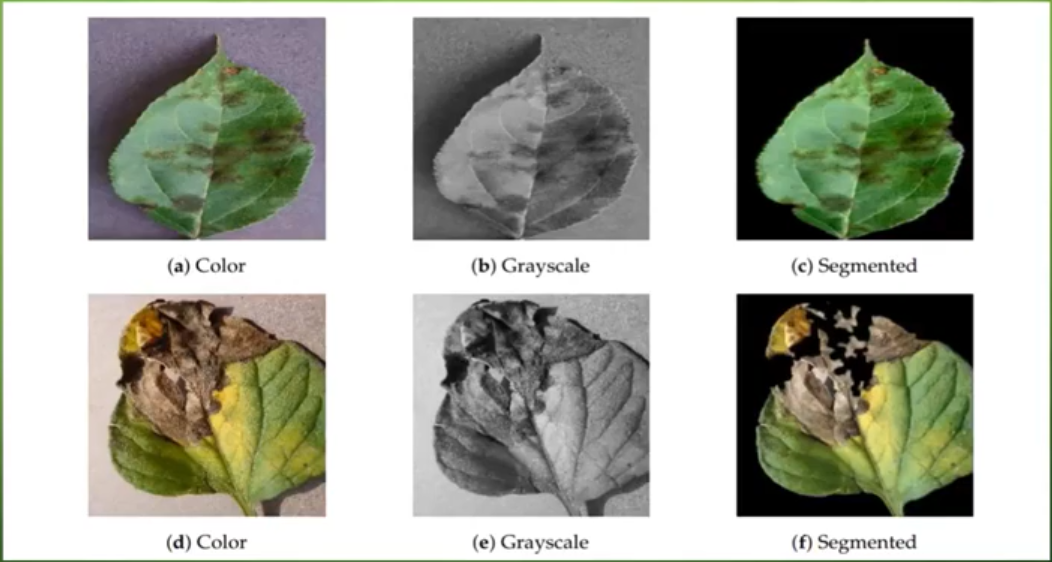 (a) Color
(b) Grayscale
(c) Segmented
(d) Color
(e) Grayscale
(f) Segmented